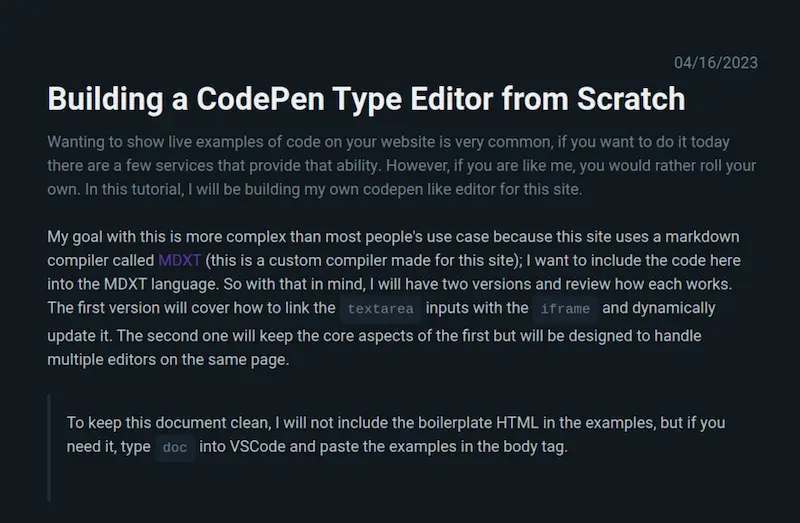 04/16/2023
Building a CodePen Type Editor from Scratch
Wanting to show live examples of code on your website is very common, if you want to do it today
there are a few services that provide that ability. However, if you are like me, you would rather roll your
own. In this tutorial, I will be building my own codepen like editor for this site.
My goal with this is more complex than most people's use case because this site uses a markdown
compiler called MDXT (this is a custom compiler made for this site); I want to include the code here
into the MDXT language. So with that in mind, I will have two versions and review how each works.
The first version will cover how to link the textarea inputs with the iframe and dynamically
update it. The second one will keep the core aspects of the first but will be designed to handle
multiple editors on the same page.
To keep this document clean, I will not include the boilerplate HTML in the examples, but if you
need it, type doc into VSCode and paste the examples in the body tag.